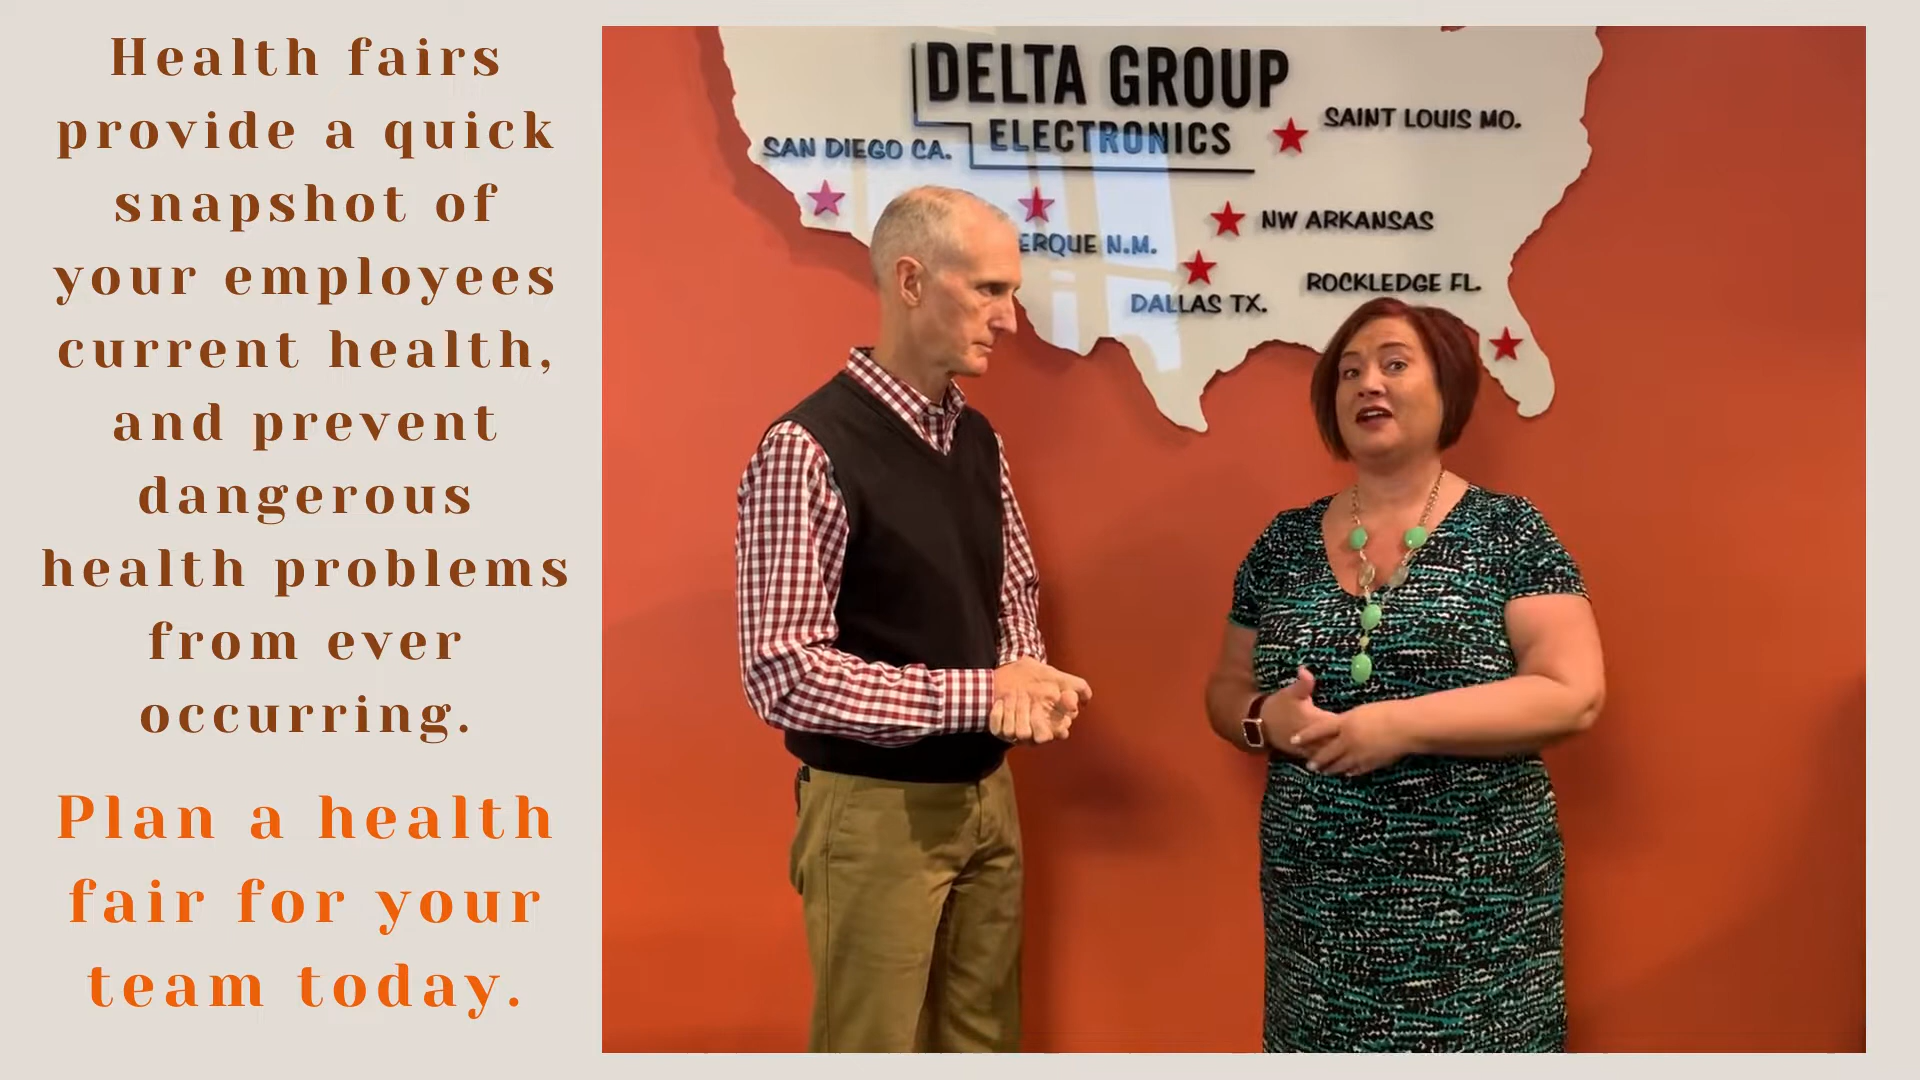 Health fairs
provide a quick
snapshot of
your employees
current health,
and prevent
dangerous
health problems
from ever
occurring.
Plan a health
fair for your
team today.
DELTA GROUP
ELECTRONICS
SAINT LOUIS MO.
SAN DIEGO CA.
NW ARKANSAS
ERQUE N.M.
ROCKLEDGE FL.
DALLAS TX.